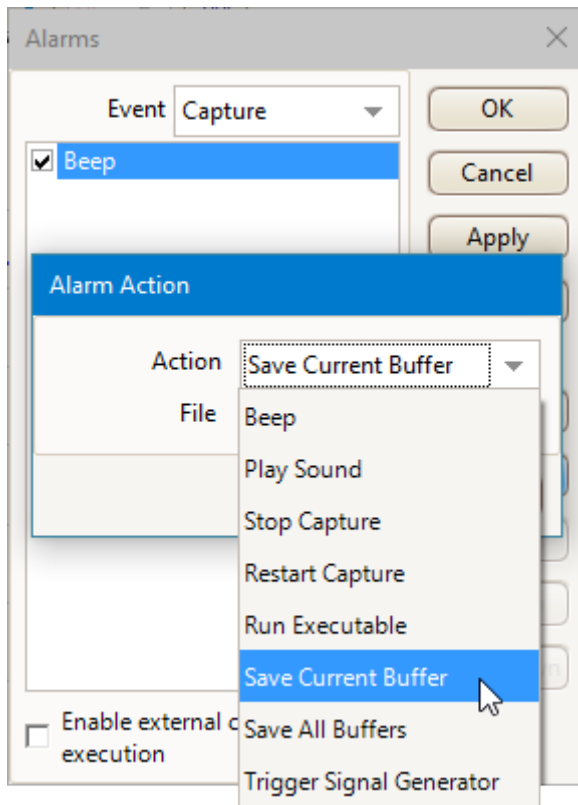 Alarms
Event Capture
OK
Beep
Cancel
Apply
Alarm Action
Action Save Current Buffer
File
Beep
Play Sound
Stop Capture
Restart Capture
Run Executable
Save Current Buffer
Save All Buffers
Trigger Signal Generator
Enable external
execution